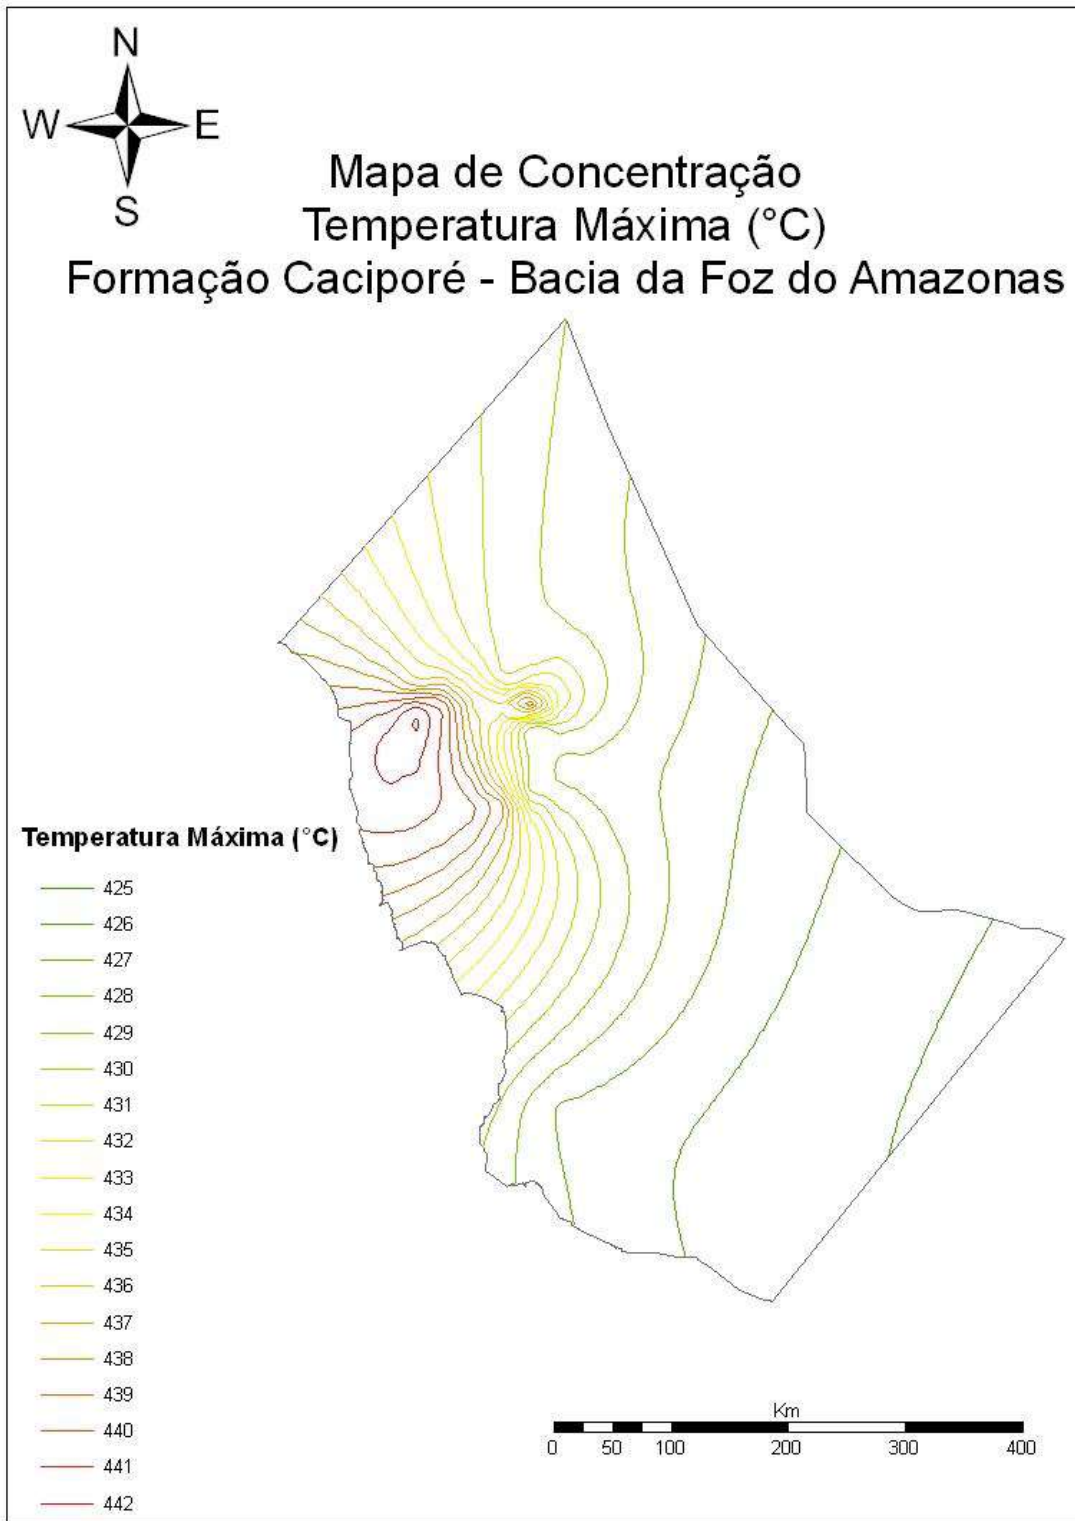 N
W E
S
Mapa de Concentração
Temperatura Máxima (°C)
Formação Caciporé - Bacia da Foz do Amazonas
Temperatura Máxima (°C)
425
426
427
428
429
430
431
432
433
434
435
436
437
438
439
440
441
442
Km
0 50 100 200 300 400